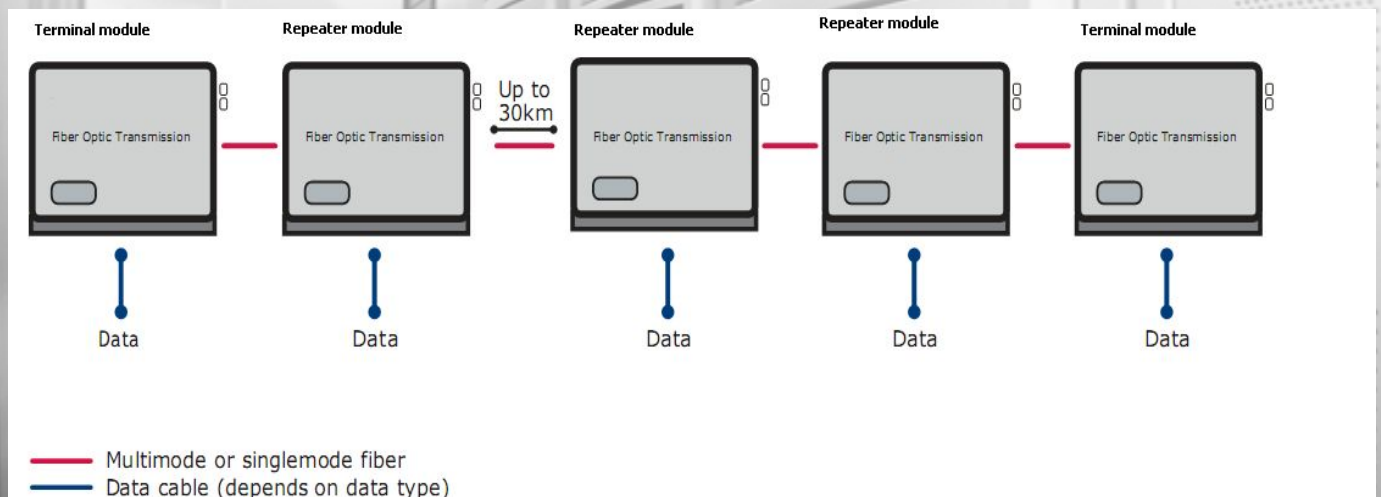 Terminal module
Repeater module
Repeater module
Repeater module
Terminal module
Up to
30km
Fiber Optic Transmission
Fiber Optic Transmission
Fiber Optic Transmission
Fiber Optic Transmission
Fiber Optic Transmission
Data
Data
Data
Data
Data
Multimode or singlemode fiber
Data cable (depends on data type)